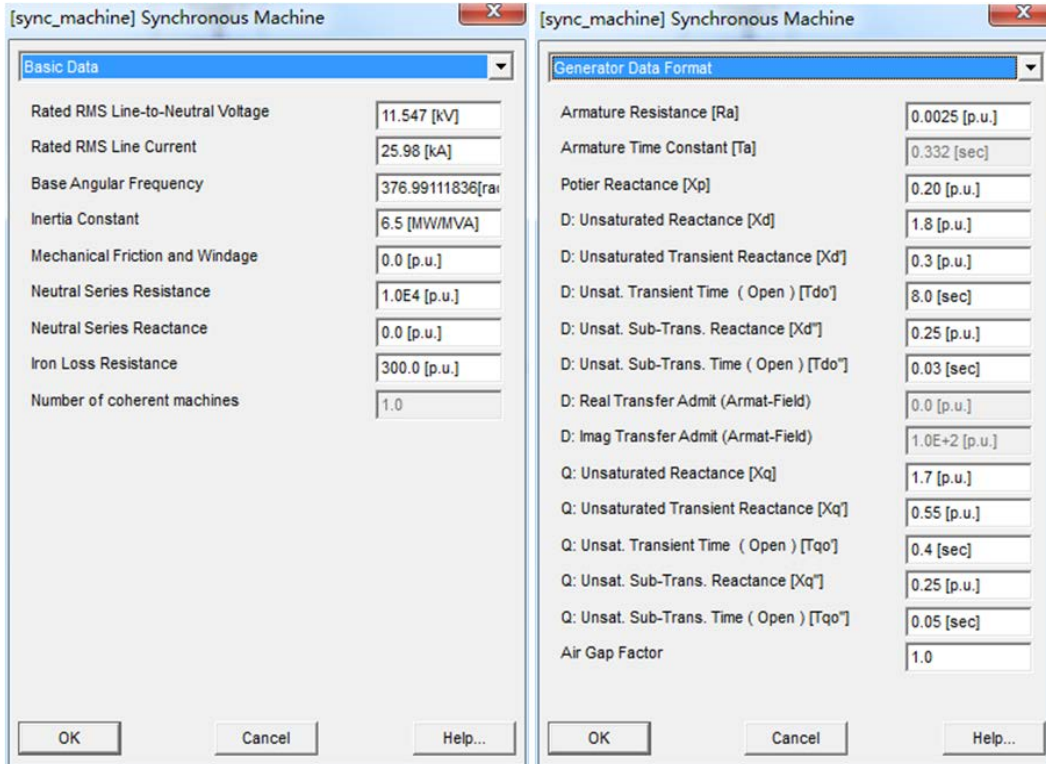 [sync_machine] Synchronous Machine
Basic Data
Rated RMS Line-to-Neutral Voltage 11.547 [kV]
Rated RMS Line Current 25.98 [kA]
Base Angular Frequency 376.99111836[ra
Inertia Constant 6.5 [MW/MVA]
Mechanical Friction and Windage 0.0 [p.u.]
Neutral Series Resistance 1.0E4 [p.u.]
Neutral Series Reactance 0.0 [p.u.]
Iron Loss Resistance 300.0 [p.u.]
Number of coherent machines 1.0
OK Cancel Help...
[sync_machine] Synchronous Machine
Generator Data Format
Armature Resistance [Ra] 0.0025 [p.u.]
Armature Time Constant [Ta] 0.332 [sec]
Potier Reactance [Xp] 0.20 [p.u.]
D: Unsaturated Reactance [Xd] 1.8 [p.u.]
D: Unsaturated Transient Reactance [Xd'] 0.3 [p.u.]
D: Unsat. Transient Time ( Open ) [Tdo'] 8.0 [sec]
D: Unsat. Sub-Trans. Reactance [Xd''] 0.25 [p.u.]
D: Unsat. Sub-Trans. Time ( Open ) [Tdo''] 0.03 [sec]
D: Real Transfer Admit (Armat-Field) 0.0 [p.u.]
D: Imag Transfer Admit (Armat-Field) 1.0E+2 [p.u.]
Q: Unsaturated Reactance [Xq] 1.7 [p.u.]
Q: Unsaturated Transient Reactance [Xq'] 0.55 [p.u.]
Q: Unsat. Transient Time ( Open ) [Tqo'] 0.4 [sec]
Q: Unsat. Sub-Trans. Reactance [Xq''] 0.25 [p.u.]
Q: Unsat. Sub-Trans. Time ( Open ) [Tqo''] 0.05 [sec]
Air Gap Factor 1.0
OK Cancel Help...